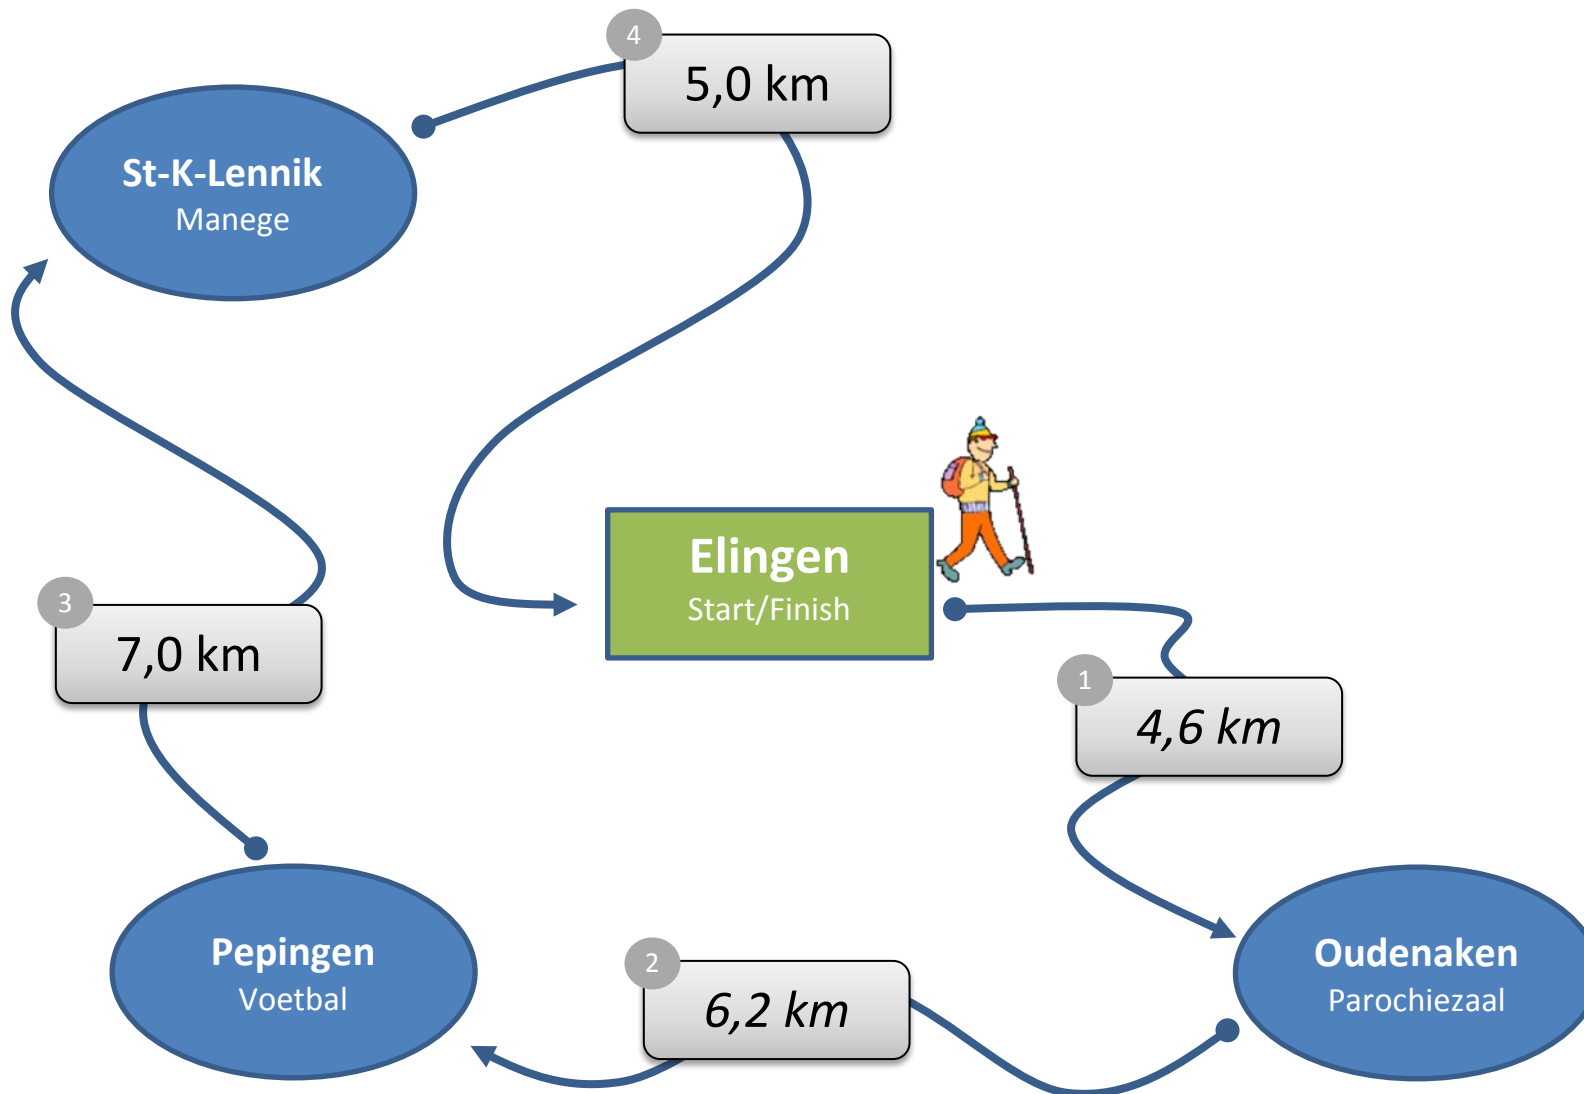 4
5,0 km
St-K-Lennik
Manege
Elingen
Start/Finish
3
7,0 km
1
4,6 km
Pepingen
Voetbal
2
6,2 km
Oudenaken
Parochiezaal